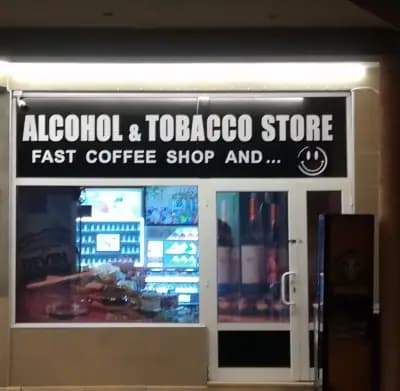 ALCOHOL & TOBACCO STORE
FAST COFFEE SHOP AND...